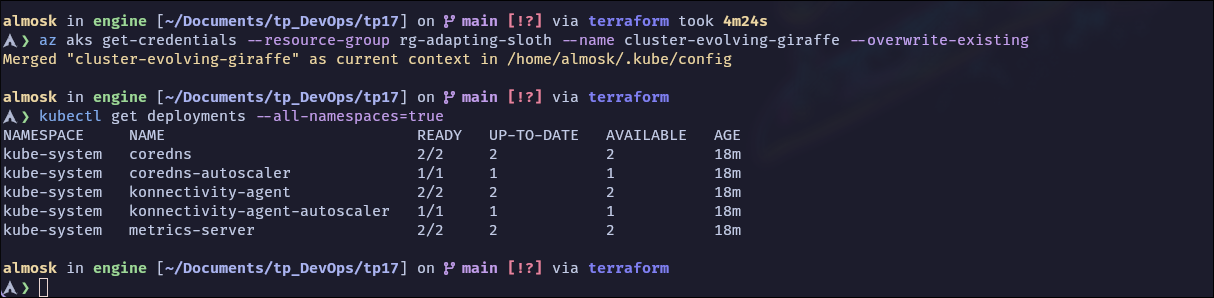 almosk in engine [~/Documents/tp_DevOps/tp17] on main [!?] via terraform took 4m24s
❯ az aks get-credentials --resource-group rg-adapting-sloth --name cluster-evolving-giraffe --overwrite-existing
Merged "cluster-evolving-giraffe" as current context in /home/almosk/.kube/config
almosk in engine [~/Documents/tp_DevOps/tp17] on main [!?] via terraform
❯ kubectl get deployments --all-namespaces=true
NAMESPACE NAME READY UP-TO-DATE AVAILABLE AGE
kube-system coredns 2/2 2 2 18m
kube-system coredns-autoscaler 1/1 1 1 18m
kube-system konnectivity-agent 2/2 2 2 18m
kube-system konnectivity-agent-autoscaler 1/1 1 1 18m
kube-system metrics-server 2/2 2 2 18m
almosk in engine [~/Documents/tp_DevOps/tp17] on main [!?] via terraform
❯